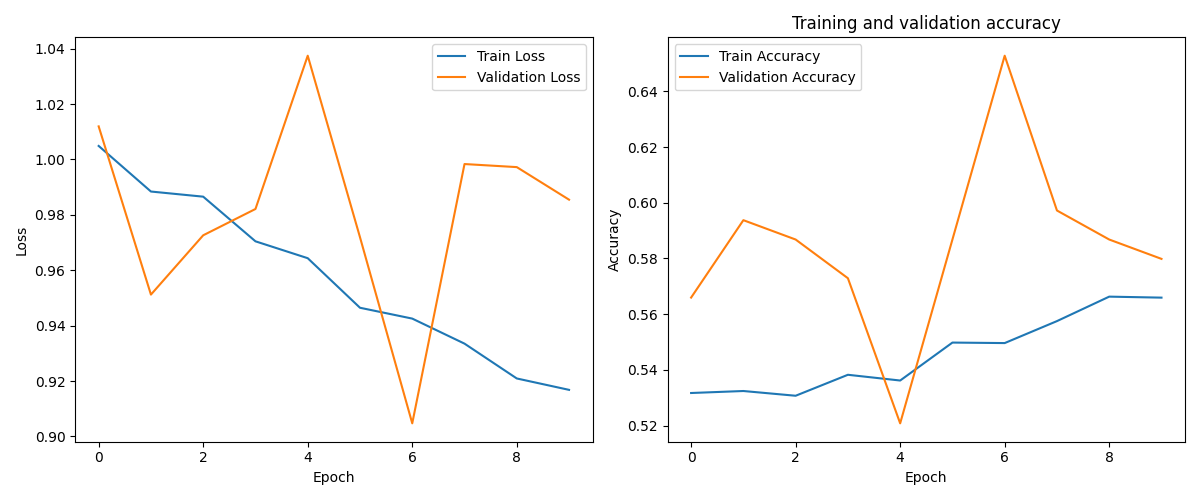 Training and validation accuracy
1.04
1.02
1.00
0.98
0.96
0.94
0.92
0.90
Loss
Train Loss
Validation Loss
0 2 4 6 8
Epoch
0.64
0.62
0.60
0.58
0.56
0.54
0.52
Accuracy
Train Accuracy
Validation Accuracy
0 2 4 6 8
Epoch